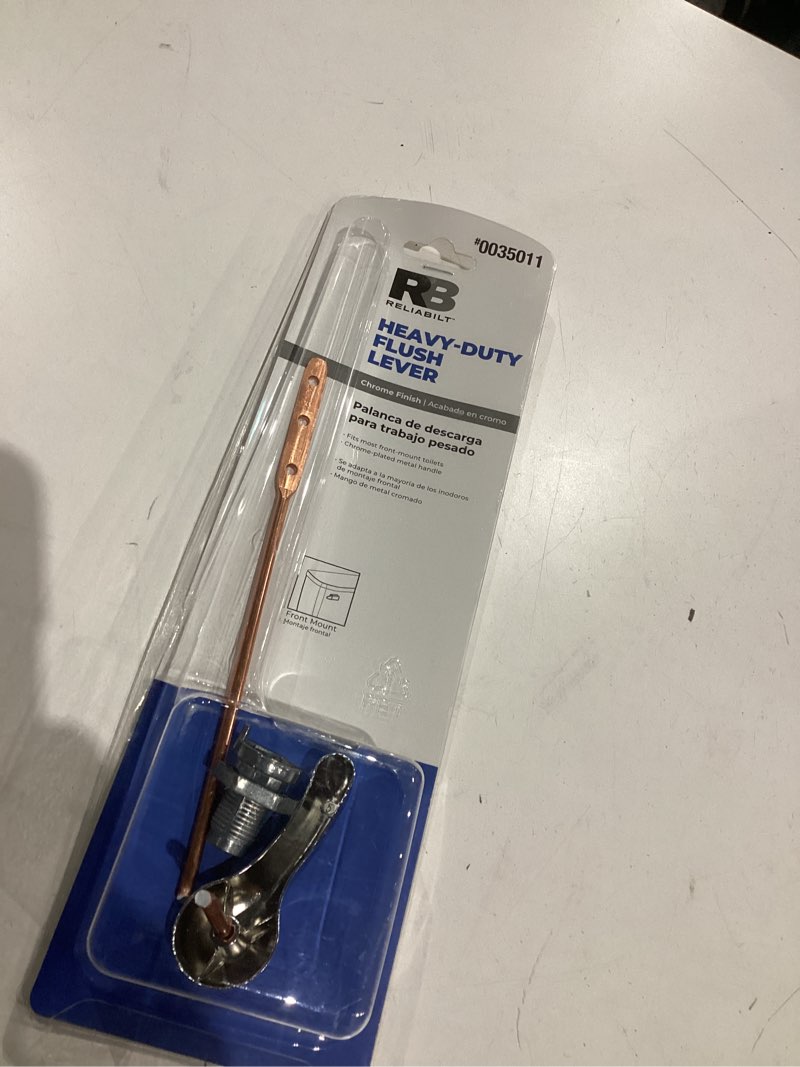 #0035011
RB
RELIABILT™
HEAVY-DUTY
FLUSH
LEVER
Chrome Finish | Acabado en cromo
Palanca de descarga
para trabajo pesado
· Fits most front-mount toilets
· Chrome-plated metal handle
· Se adapta a la mayoría de los inodoros
de montaje frontal
· Mango de metal cromado
Front Mount
Montaje frontal